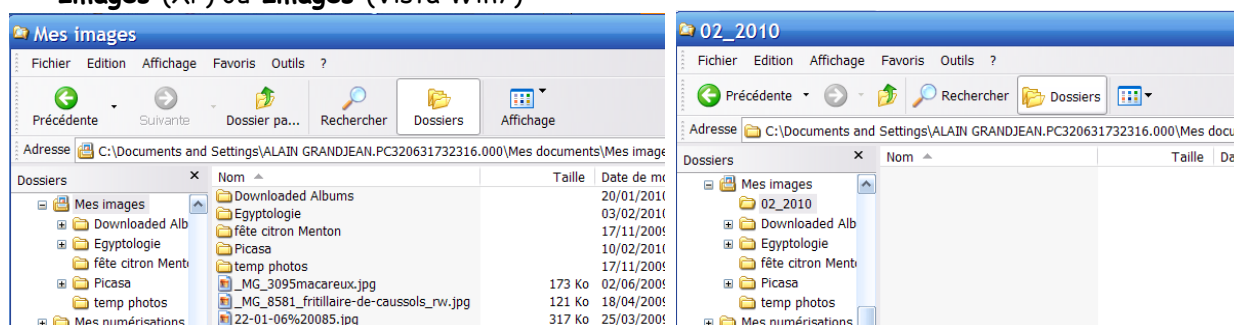 Images (XP) ou Images (Vista Win7)
Mes images
Fichier Edition Affichage Favoris Outils ?
Précédente Suivante Dossier pa... Rechercher Dossiers Affichage
Adresse C:\Documents and Settings\ALAIN GRANDJEAN.PC320631732316.000\Mes documents\Mes image
Dossiers × Nom Taille Date de mo
Mes images
Downloaded Alb
Egyptologie
fête citron Mento
Picasa
temp photos
Mes numérisations
Downloaded Albums 20/01/2010
Egyptologie 03/02/2010
fête citron Menton 17/11/2009
Picasa 10/02/2010
temp photos 17/11/2009
_MG_3095macareux.jpg 173 Ko 02/06/2009
_MG_8581_fritillaire-de-caussols_rw.jpg 121 Ko 18/04/2009
22-01-06%20085.jpg 317 Ko 25/03/2009
02_2010
Fichier Edition Affichage Favoris Outils ?
Précédente Rechercher Dossiers
Adresse C:\Documents and Settings\ALAIN GRANDJEAN.PC320631732316.000\Mes docu
Dossiers × Nom Taille Da
Mes images
02_2010
Downloaded Alb
Egyptologie
fête citron Mento
Picasa
temp photos
Mes numérisations